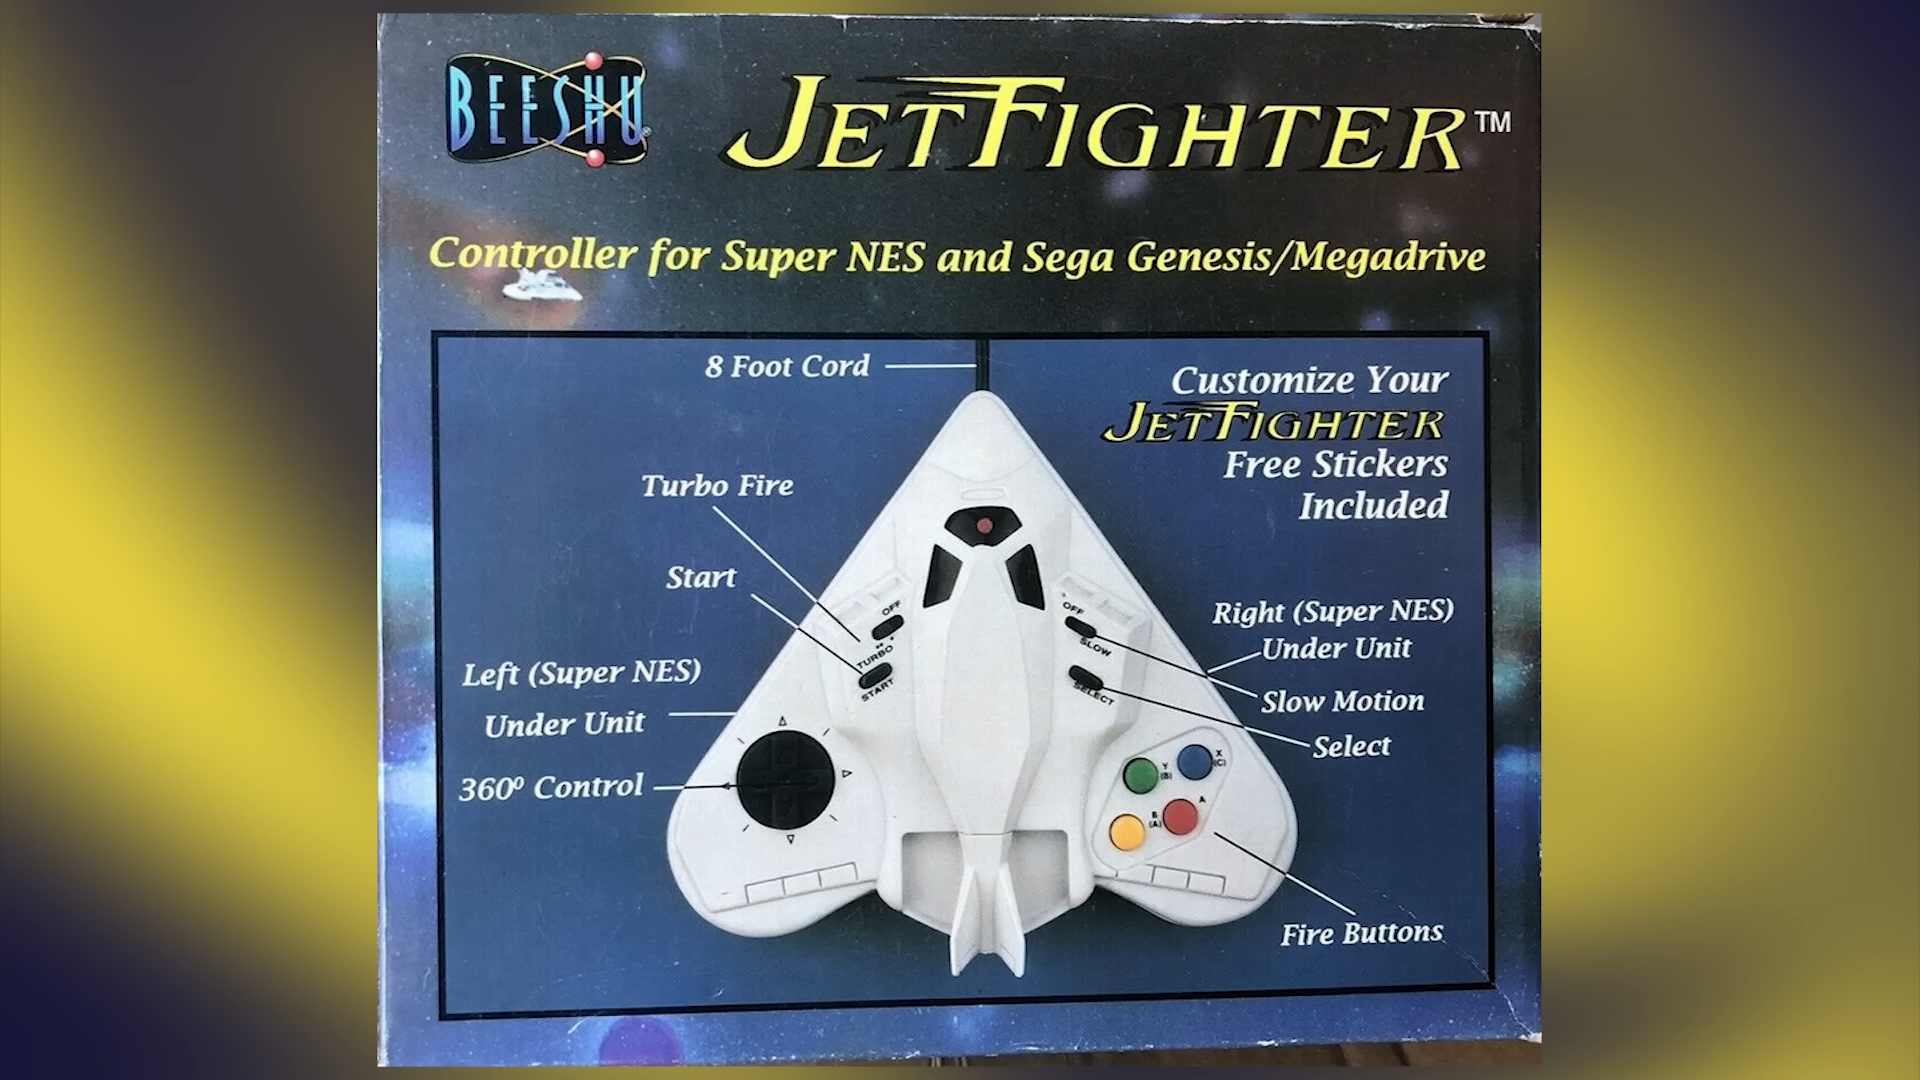 BEESHU®
JETFIGHTER™
Controller for Super NES and Sega Genesis/Megadrive
8 Foot Cord
Customize Your
JETFIGHTER
Free Stickers
Included
Turbo Fire
Start
OFF
TURBO
START
OFF
SLOW
SELECT
Right (Super NES)
Under Unit
Slow Motion
Select
Left (Super NES)
Under Unit
360º Control
Y
(B)
X
(C)
B
(A)
A
Fire Buttons